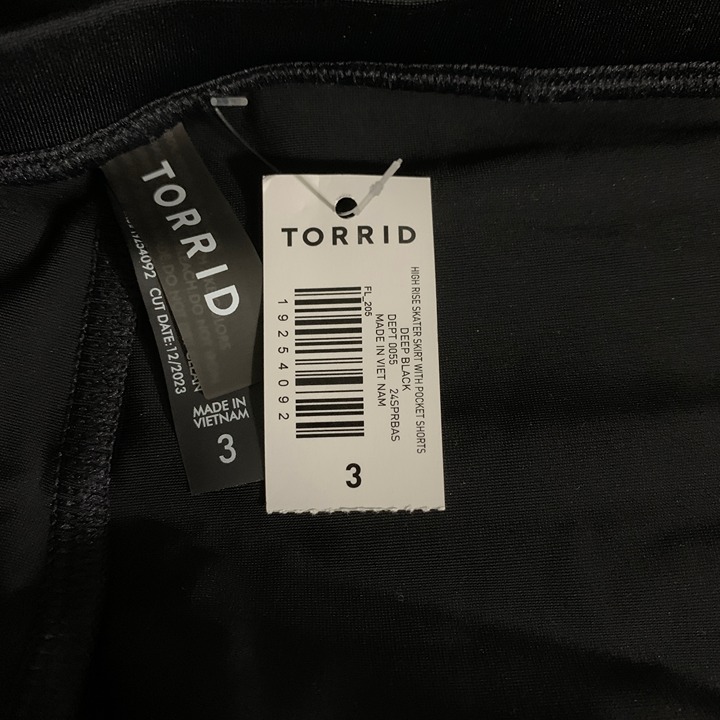 TORRID
HIGH RISE SKATER SKIRT WITH POCKET SHORTS
DEEP BLACK
DEPT 0055 24SPRBAS
MADE IN VIET NAM
FL_205
19254092
3
TORRID
CUT DATE:12/2023
MADE IN
VIETNAM
3